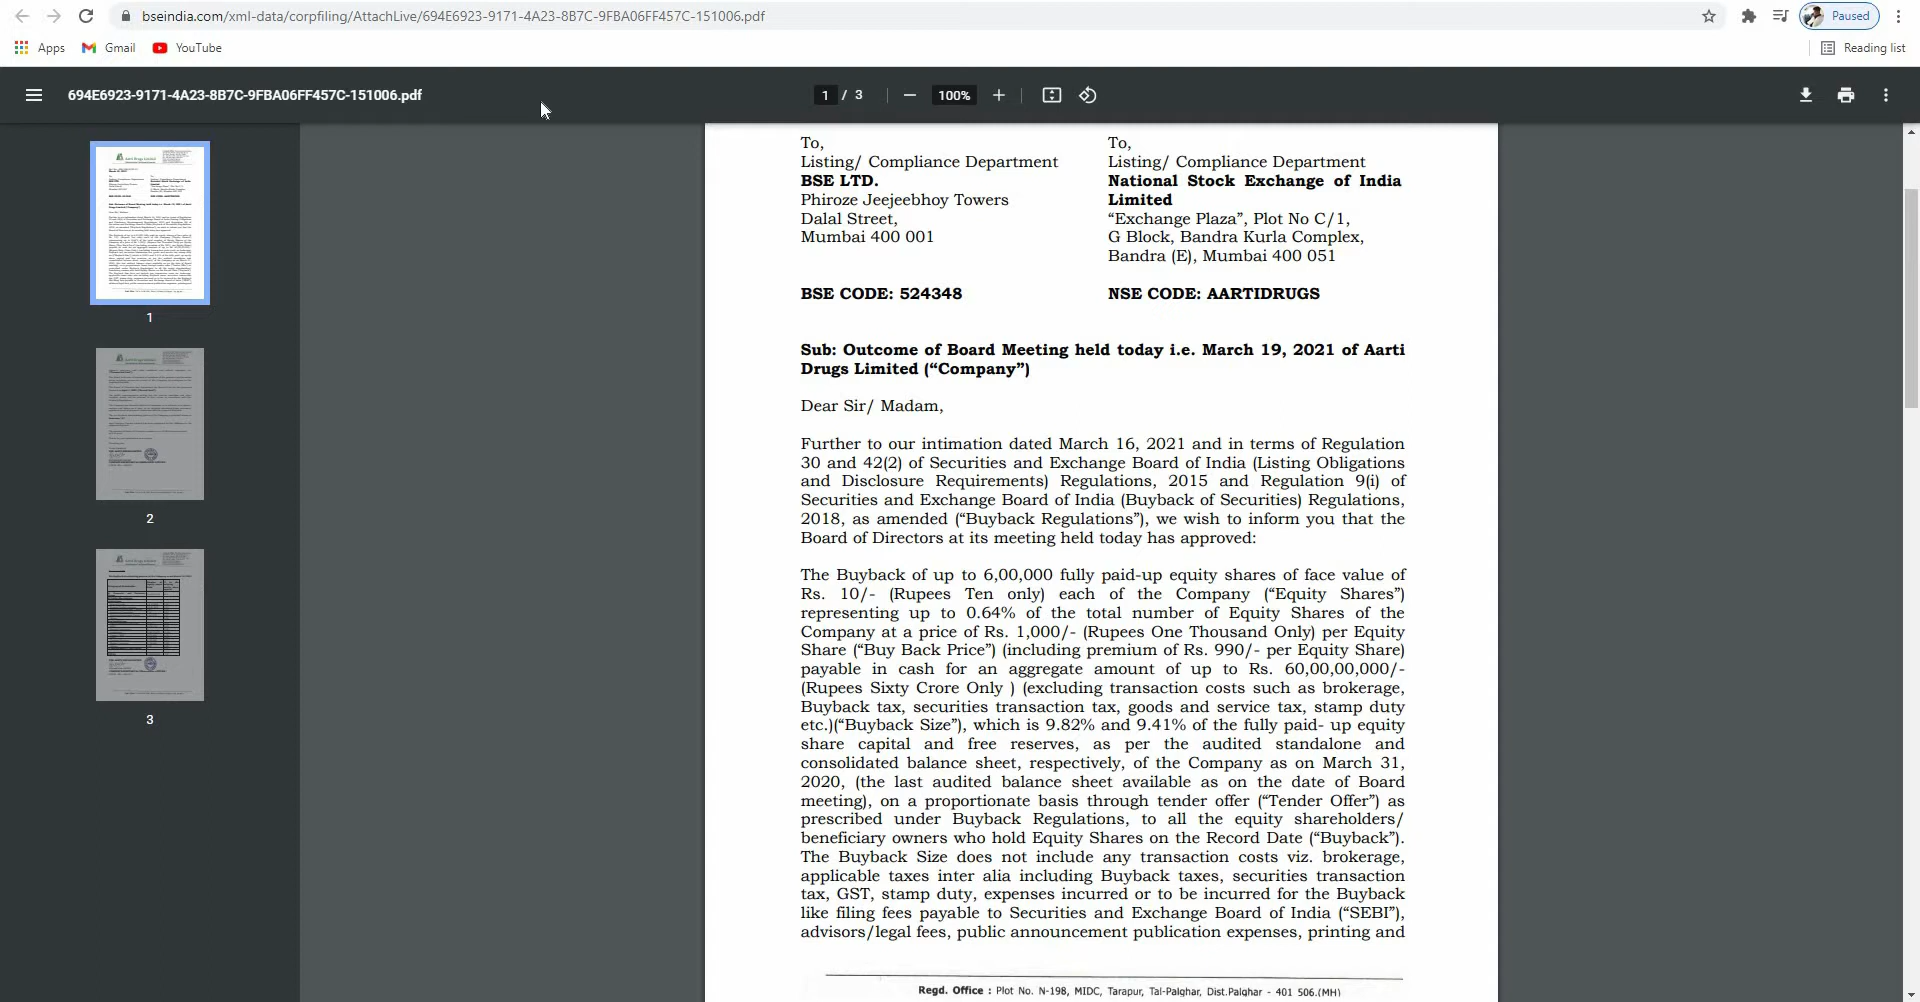 bseindia.com/xml-data/corpfiling/AttachLive/694E6923-9171-4A23-8B7C-9FBA06FF457C-151006.pdf
Paused
Apps
Gmail
YouTube
Reading list
694E6923-9171-4A23-8B7C-9FBA06FF457C-151006.pdf
1 / 3
100%
1
2
3
To,
Listing/ Compliance Department
BSE LTD.
Phiroze Jeejeebhoy Towers
Dalal Street,
Mumbai 400 001
To,
Listing/ Compliance Department
National Stock Exchange of India
Limited
“Exchange Plaza”, Plot No C/1,
G Block, Bandra Kurla Complex,
Bandra (E), Mumbai 400 051
BSE CODE: 524348
NSE CODE: AARTIDRUGS
Sub: Outcome of Board Meeting held today i.e. March 19, 2021 of Aarti
Drugs Limited (“Company”)
Dear Sir/ Madam,
Further to our intimation dated March 16, 2021 and in terms of Regulation
30 and 42(2) of Securities and Exchange Board of India (Listing Obligations
and Disclosure Requirements) Regulations, 2015 and Regulation 9(i) of
Securities and Exchange Board of India (Buyback of Securities) Regulations,
2018, as amended (“Buyback Regulations”), we wish to inform you that the
Board of Directors at its meeting held today has approved:
The Buyback of up to 6,00,000 fully paid-up equity shares of face value of
Rs. 10/- (Rupees Ten only) each of the Company (“Equity Shares”)
representing up to 0.64% of the total number of Equity Shares of the
Company at a price of Rs. 1,000/- (Rupees One Thousand Only) per Equity
Share (“Buy Back Price”) (including premium of Rs. 990/- per Equity Share)
payable in cash for an aggregate amount of up to Rs. 60,00,00,000/-
(Rupees Sixty Crore Only ) (excluding transaction costs such as brokerage,
Buyback tax, securities transaction tax, goods and service tax, stamp duty
etc.)(“Buyback Size”), which is 9.82% and 9.41% of the fully paid- up equity
share capital and free reserves, as per the audited standalone and
consolidated balance sheet, respectively, of the Company as on March 31,
2020, (the last audited balance sheet available as on the date of Board
meeting), on a proportionate basis through tender offer (“Tender Offer”) as
prescribed under Buyback Regulations, to all the equity shareholders/
beneficiary owners who hold Equity Shares on the Record Date (“Buyback”).
The Buyback Size does not include any transaction costs viz. brokerage,
applicable taxes inter alia including Buyback taxes, securities transaction
tax, GST, stamp duty, expenses incurred or to be incurred for the Buyback
like filing fees payable to Securities and Exchange Board of India (“SEBI”),
advisors/legal fees, public announcement publication expenses, printing and
Regd. Office : Plot No. N-198, MIDC, Tarapur, Tal-Palghar, Dist.Palghar - 401 506.(MH)